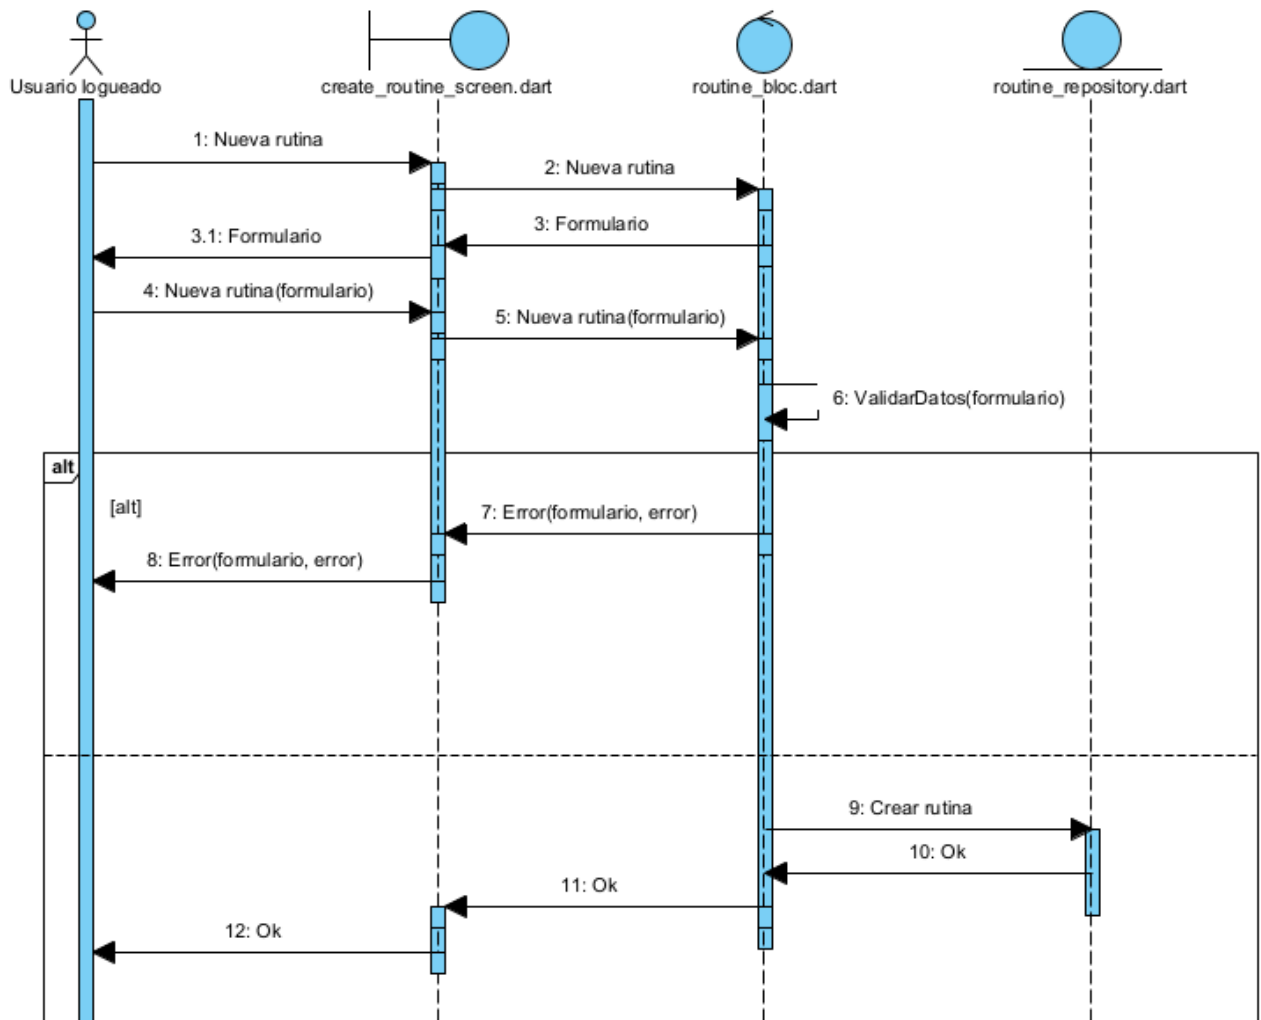 Usuario logueado
create_routine_screen.dart
routine_bloc.dart
routine_repository.dart
1: Nueva rutina
2: Nueva rutina
3: Formulario
3.1: Formulario
4: Nueva rutina(formulario)
5: Nueva rutina(formulario)
6: ValidarDatos(formulario)
alt
[alt]
7: Error(formulario, error)
8: Error(formulario, error)
9: Crear rutina
10: Ok
11: Ok
12: Ok